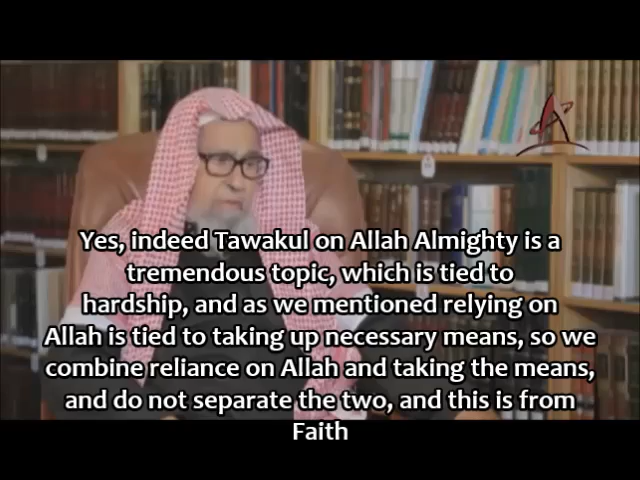 Yes, indeed Tawakul on Allah Almighty is a
tremendous topic, which is tied to
hardship, and as we mentioned relying on
Allah is tied to taking up necessary means, so we
combine reliance on Allah and taking the means,
and do not separate the two, and this is from
Faith